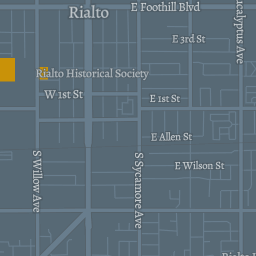 E Foothill Blvd
Rialto
E 3rd St
Rialto Historical Society
W 1st St
E 1st St
E Allen St
E Wilson St
S Willow Ave
S Sycamore Ave
Ave